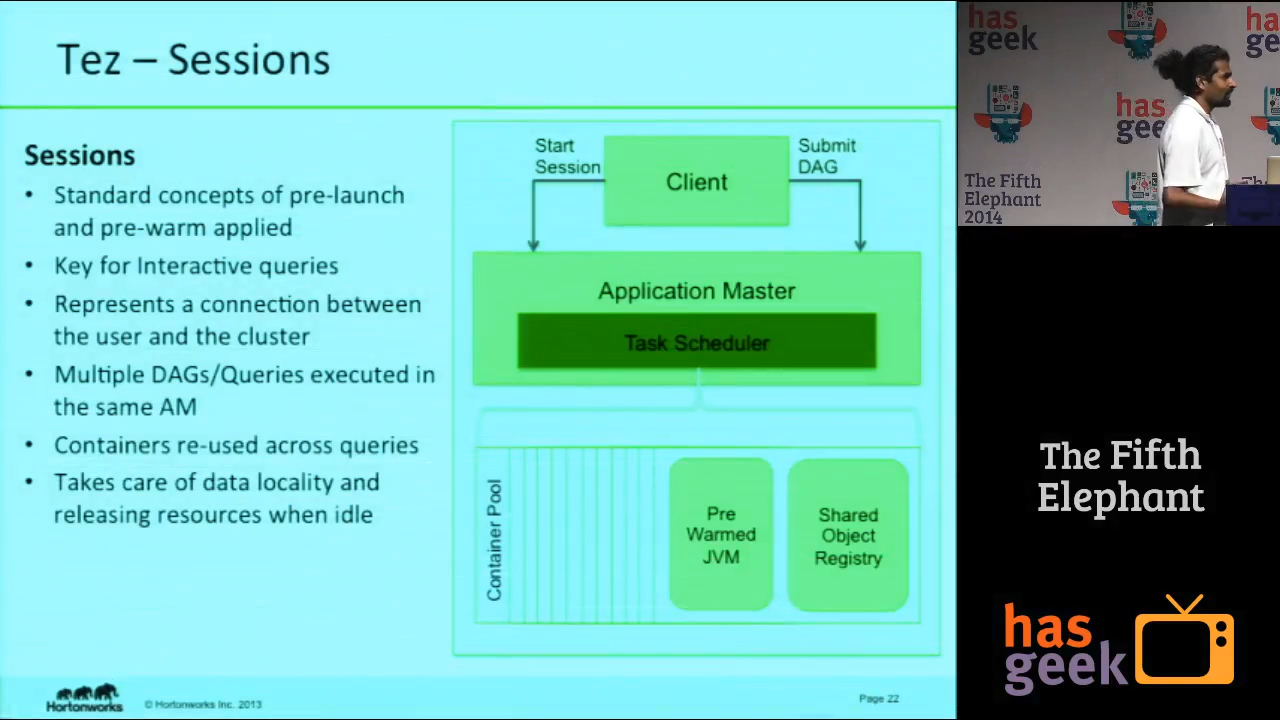 Tez – Sessions
Sessions
• Standard concepts of pre-launch
and pre-warm applied
• Key for Interactive queries
• Represents a connection between
the user and the cluster
• Multiple DAGs/Queries executed in
the same AM
• Containers re-used across queries
• Takes care of data locality and
releasing resources when idle
Start
Session
Client
Submit
DAG
Application Master
Task Scheduler
Container Pool
Pre
Warmed
JVM
Shared
Object
Registry
Hortonworks
© Hortonworks Inc. 2013
Page 22
has
geek
has
geek
The Fifth
Elephant
2014
The Fifth
Elephant
has
geek